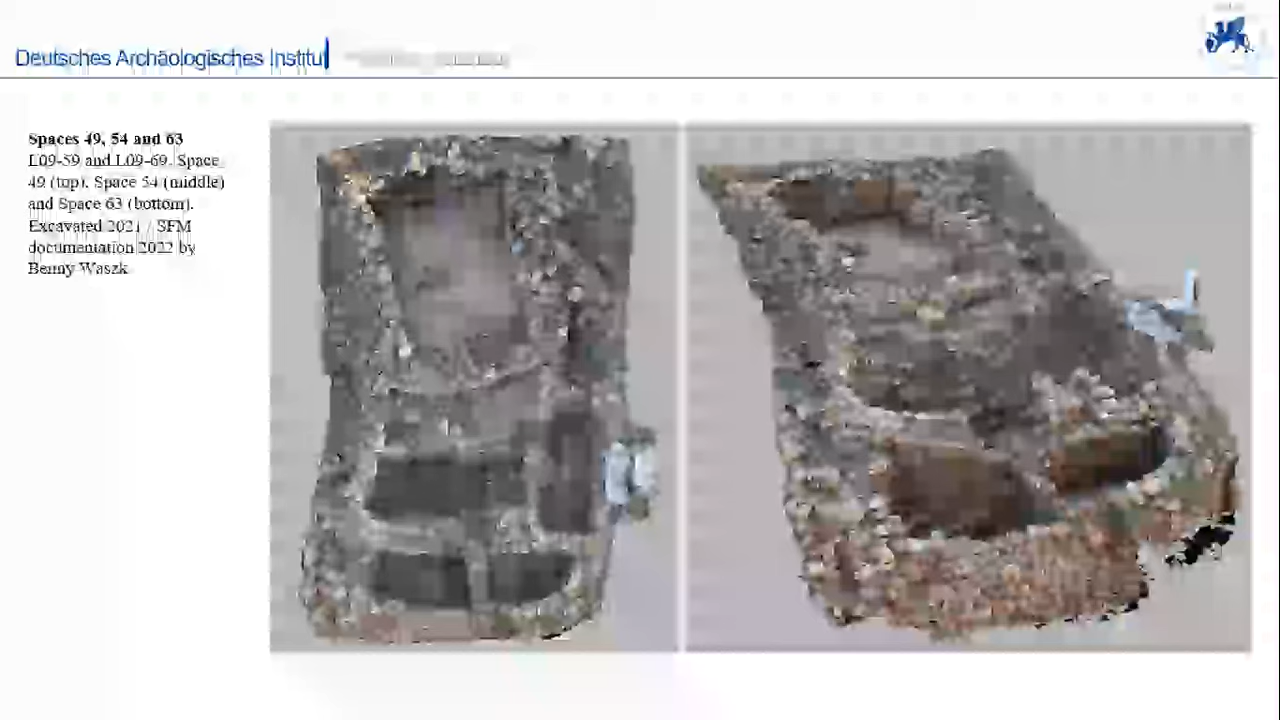 Deutsches Archäologisches Institut
Spaces 49, 54 and 63
L09-59 and L09-69. Space
49 (top), Space 54 (middle)
and Space 63 (bottom).
Excavated 2021 / SFM
documentation 2022 by
Benny Waszk